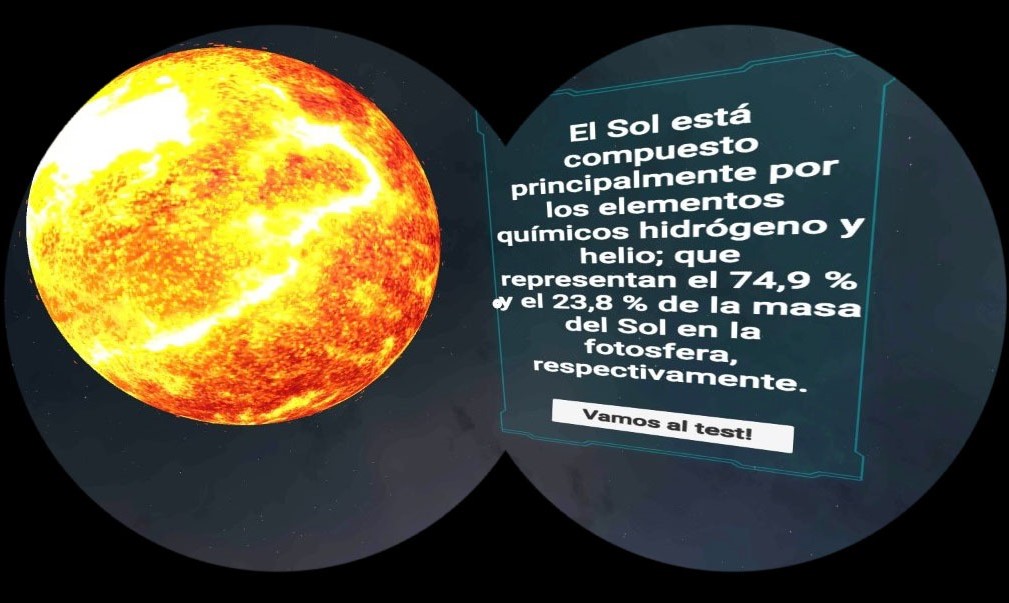 El Sol está
compuesto
principalmente por
los elementos
químicos hidrógeno y
helio; que
representan el 74,9 %
y el 23,8 % de la masa
del Sol en la
fotosfera,
respectivamente.
Vamos al test!